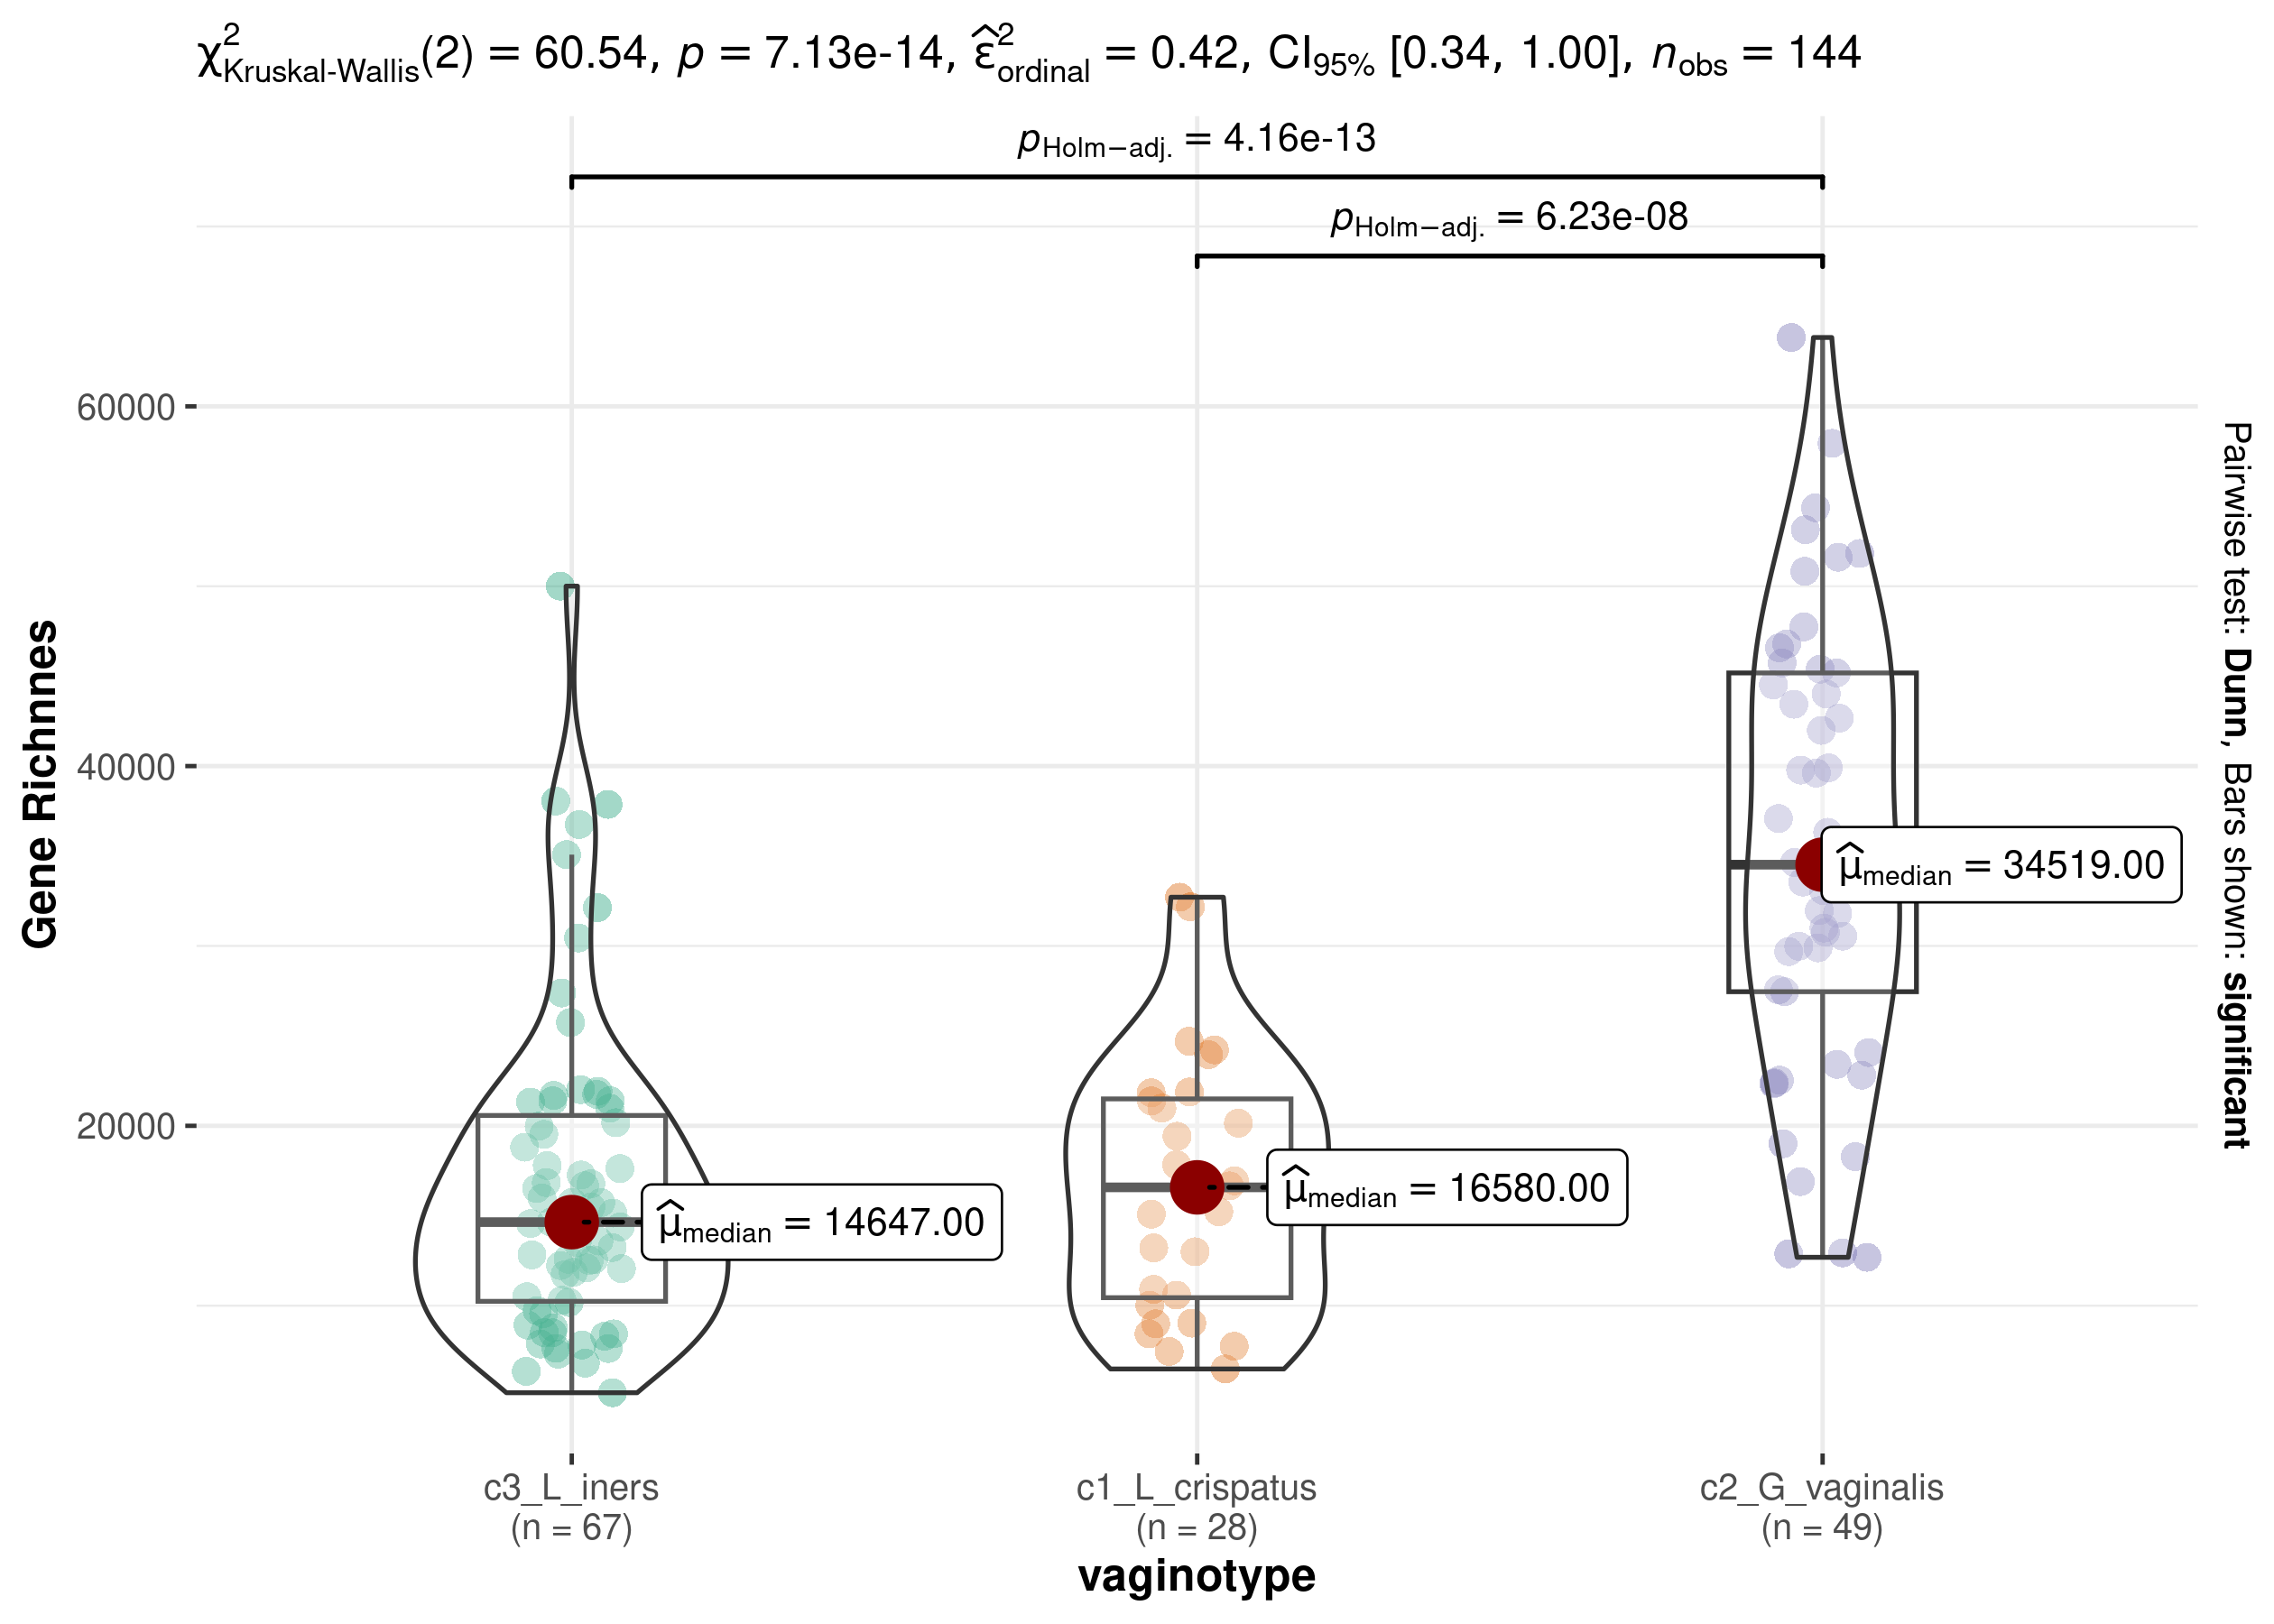 χ²Kruskal-Wallis(2) = 60.54, p = 7.13e-14, ε̂²ordinal = 0.42, CI95% [0.34, 1.00], nobs = 144
pHolm−adj. = 4.16e-13
pHolm−adj. = 6.23e-08
60000
40000
20000
Gene Richnnes
μ̂median = 14647.00
μ̂median = 16580.00
μ̂median = 34519.00
Pairwise test: Dunn, Bars shown: significant
c3_L_iners
(n = 67)
c1_L_crispatus
(n = 28)
c2_G_vaginalis
(n = 49)
vaginotype